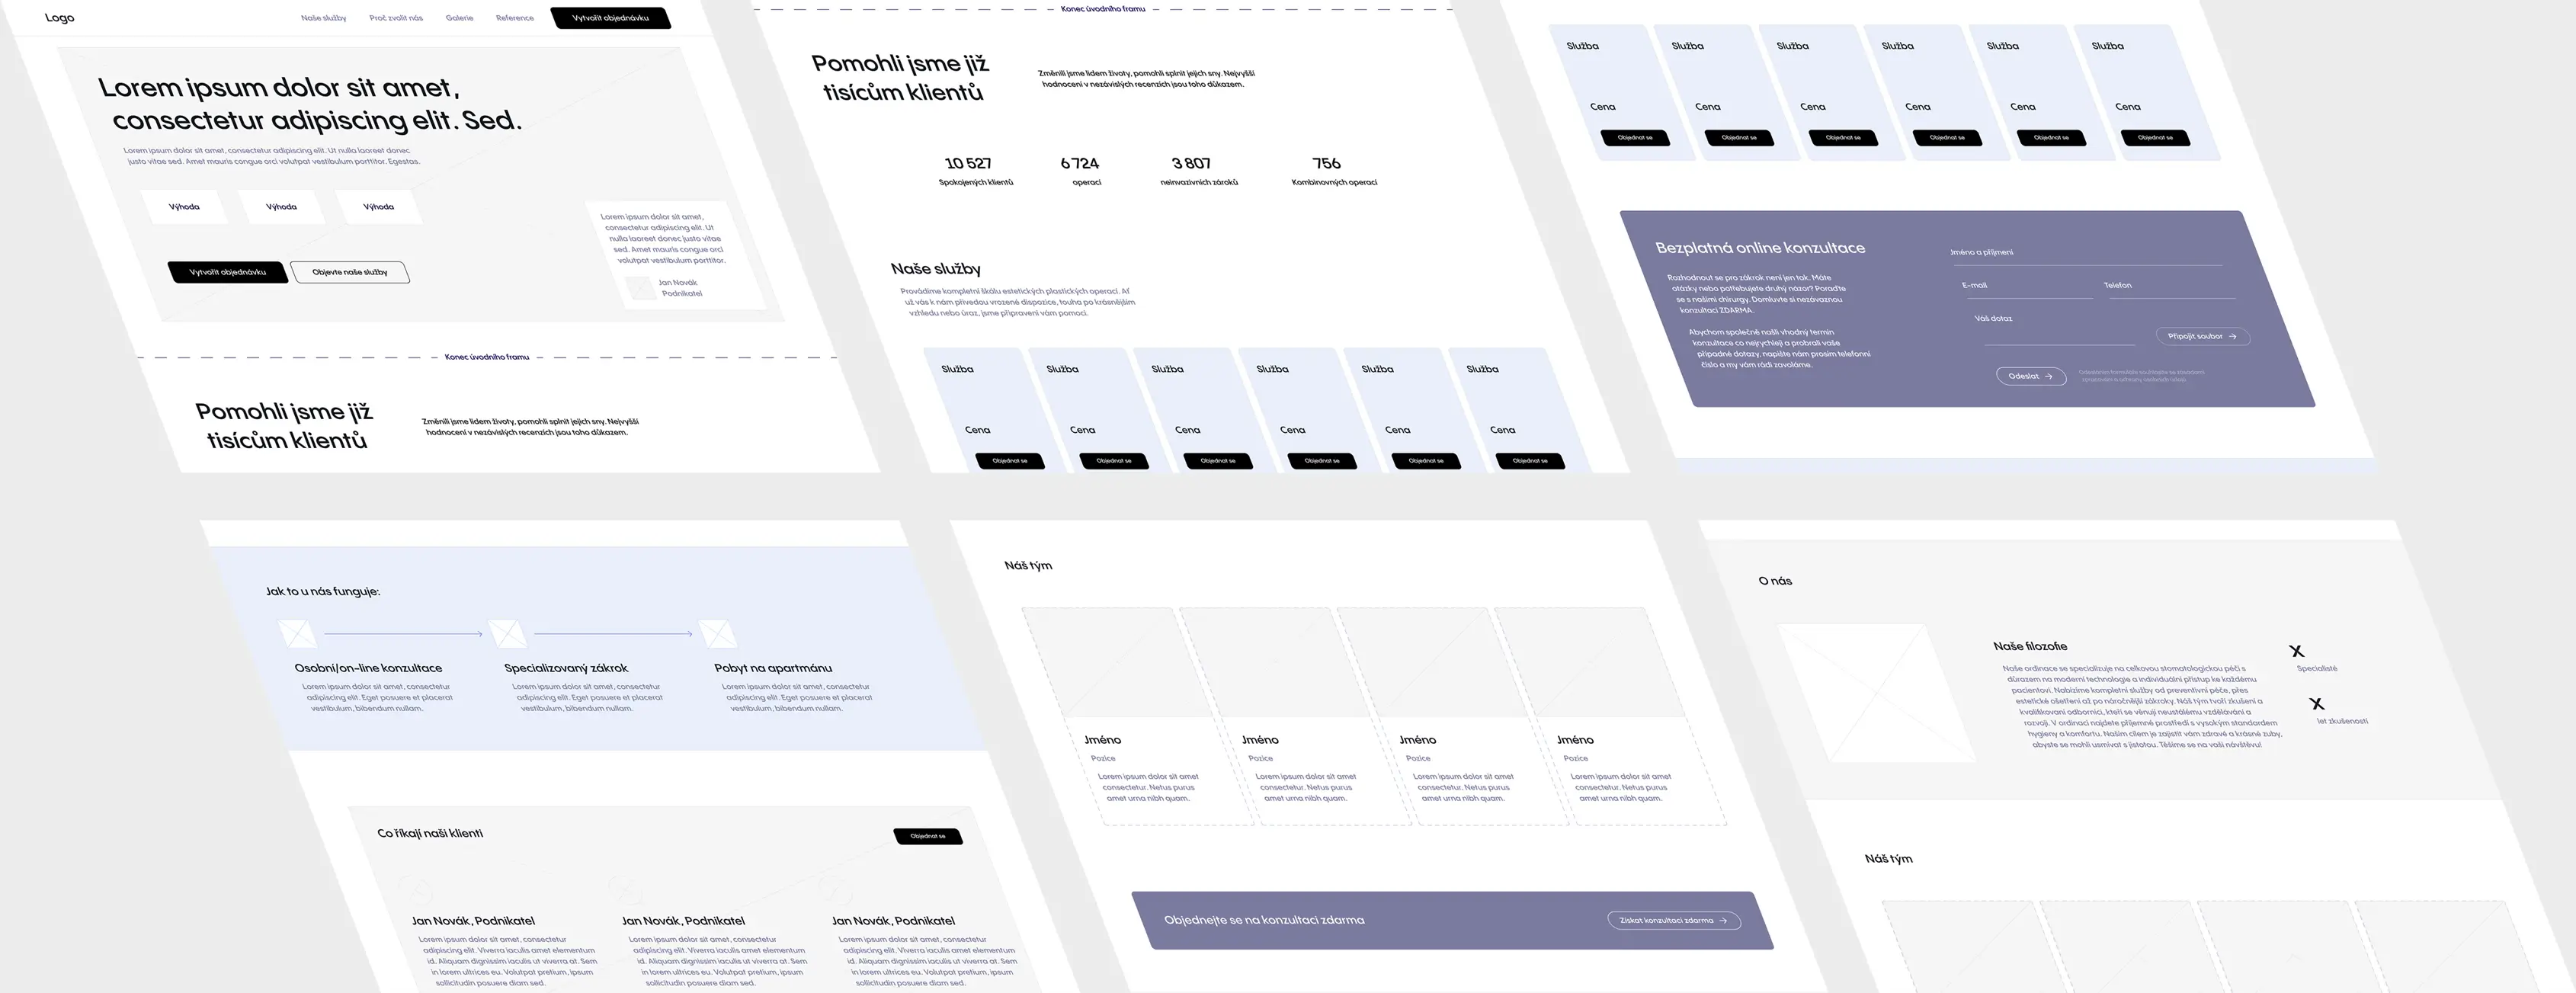 Logo
Naše služby
Proč zvolit nás
Galerie
Reference
Vytvořit objednávku
Lorem ipsum dolor sit amet,
consectetur adipiscing elit. Sed.
Lorem ipsum dolor sit amet, consectetur adipiscing elit. Ut nulla laoreet donec
justo vitae sed. Amet mauris congue orci volutpat vestibulum porttitor. Egestas.
Výhoda
Výhoda
Výhoda
Vytvořit objednávku
Objevte naše služby
Lorem ipsum dolor sit amet,
consectetur adipiscing elit. Ut
nulla laoreet donec justo vitae
sed. Amet mauris congue orci
volutpat vestibulum porttitor.
Jan Novák
Podnikatel
Konec úvodního framu
Pomohli jsme již
tisícům klientů
Změnili jsme lidem životy, pomohli splnit jejich sny. Nejvyšší
hodnocení v nezávislých recenzích jsou toho důkazem.
Konec úvodního framu
Pomohli jsme již
tisícům klientů
Změnili jsme lidem životy, pomohli splnit jejich sny. Nejvyšší
hodnocení v nezávislých recenzích jsou toho důkazem.
10 527
Spokojených klientů
6 724
operací
3 807
neinvazivních zároků
756
Kombinovných operací
Naše služby
Provádíme kompletní škálu estetických plastických operací. Ať
už vás k nám přivedou vrozené dispozice, touha po krásnějším
vzhledu nebo úraz, jsme připraveni vám pomoci.
Služba
Služba
Služba
Služba
Služba
Služba
Cena
Cena
Cena
Cena
Cena
Cena
Objednat se
Objednat se
Objednat se
Objednat se
Objednat se
Objednat se
Služba
Služba
Služba
Služba
Služba
Služba
Cena
Cena
Cena
Cena
Cena
Cena
Objednat se
Objednat se
Objednat se
Objednat se
Objednat se
Objednat se
Bezplatná online konzultace
Rozhodnout se pro zákrok není jen tak. Máte
otázky nebo potřebujete druhý názor? Poraďte
se s našimi chirurgy. Domluvte si nezávaznou
konzultaci ZDARMA.
Abychom společně našli vhodný termín
konzultace co nejrychleji a probrali vaše
případné dotazy, napište nám prosím telefonní
číslo a my vám rádi zavoláme.
Jméno a příjmení
E-mail
Telefon
Váš dotaz
Připojit soubor
Odeslat
Jak to u nás funguje:
Osobní/on-line konzultace
Lorem ipsum dolor sit amet, consectetur
adipiscing elit. Eget posuere et placerat
vestibulum, bibendum nullam.
Specializovaný zákrok
Lorem ipsum dolor sit amet, consectetur
adipiscing elit. Eget posuere et placerat
vestibulum, bibendum nullam.
Pobyt na apartmánu
Lorem ipsum dolor sit amet, consectetur
adipiscing elit. Eget posuere et placerat
vestibulum, bibendum nullam.
Co říkají naši klienti
Objednat se
Jan Novák, Podnikatel
Lorem ipsum dolor sit amet, consectetur
adipiscing elit. Viverra iaculis amet elementum
id. Aliquam dignissim iaculis ut viverra at. Sem
in lorem ultrices eu. Volutpat pretium, ipsum
sollicitudin posuere diam sed.
Jan Novák, Podnikatel
Lorem ipsum dolor sit amet, consectetur
adipiscing elit. Viverra iaculis amet elementum
id. Aliquam dignissim iaculis ut viverra at. Sem
in lorem ultrices eu. Volutpat pretium, ipsum
sollicitudin posuere diam sed.
Jan Novák, Podnikatel
Lorem ipsum dolor sit amet, consectetur
adipiscing elit. Viverra iaculis amet elementum
id. Aliquam dignissim iaculis ut viverra at. Sem
in lorem ultrices eu. Volutpat pretium, ipsum
sollicitudin posuere diam sed.
Náš tým
Jméno
Pozice
Lorem ipsum dolor sit amet
consectetur. Netus purus
amet urna nibh quam.
Jméno
Pozice
Lorem ipsum dolor sit amet
consectetur. Netus purus
amet urna nibh quam.
Jméno
Pozice
Lorem ipsum dolor sit amet
consectetur. Netus purus
amet urna nibh quam.
Jméno
Pozice
Lorem ipsum dolor sit amet
consectetur. Netus purus
amet urna nibh quam.
Objednejte se na konzultaci zdarma
Získat konzultaci zdarma
O nás
Naše filozofie
Naše ordinace se specializuje na celkovou stomatologickou péči s
důrazem na moderní technologie a individuální přístup ke každému
pacientovi. Nabízíme kompletní služby od preventivní péče, přes
estetické ošetření až po náročnější zákroky. Náš tým tvoří zkušení a
kvalifikovaní odborníci, kteří se věnují neustálému vzdělávání a
rozvoji. V ordinaci najdete příjemné prostředí s vysokým standardem
hygieny a komfortu. Naším cílem je zajistit vám zdravé a krásné zuby,
abyste se mohli usmívat s jistotou. Těšíme se na vaši návštěvu!
X
Specialisté
X
let zkušeností
Náš tým